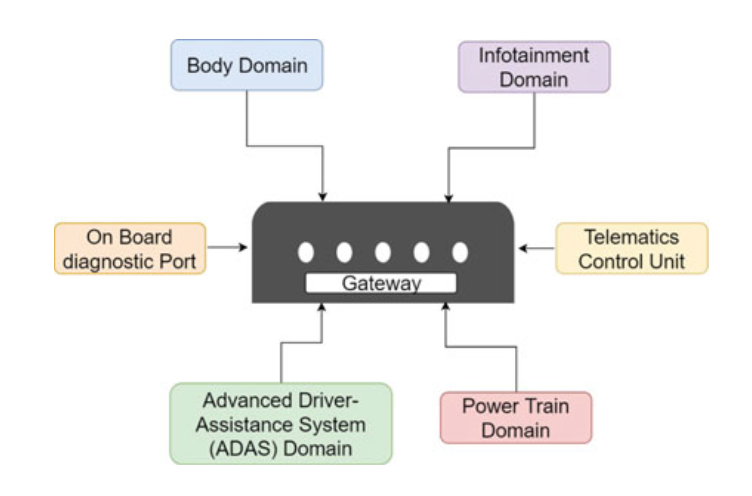 Body Domain
Infotainment
Domain
On Board
diagnostic Port
Telematics
Control Unit
Gateway
Advanced Driver-
Assistance System
(ADAS) Domain
Power Train
Domain